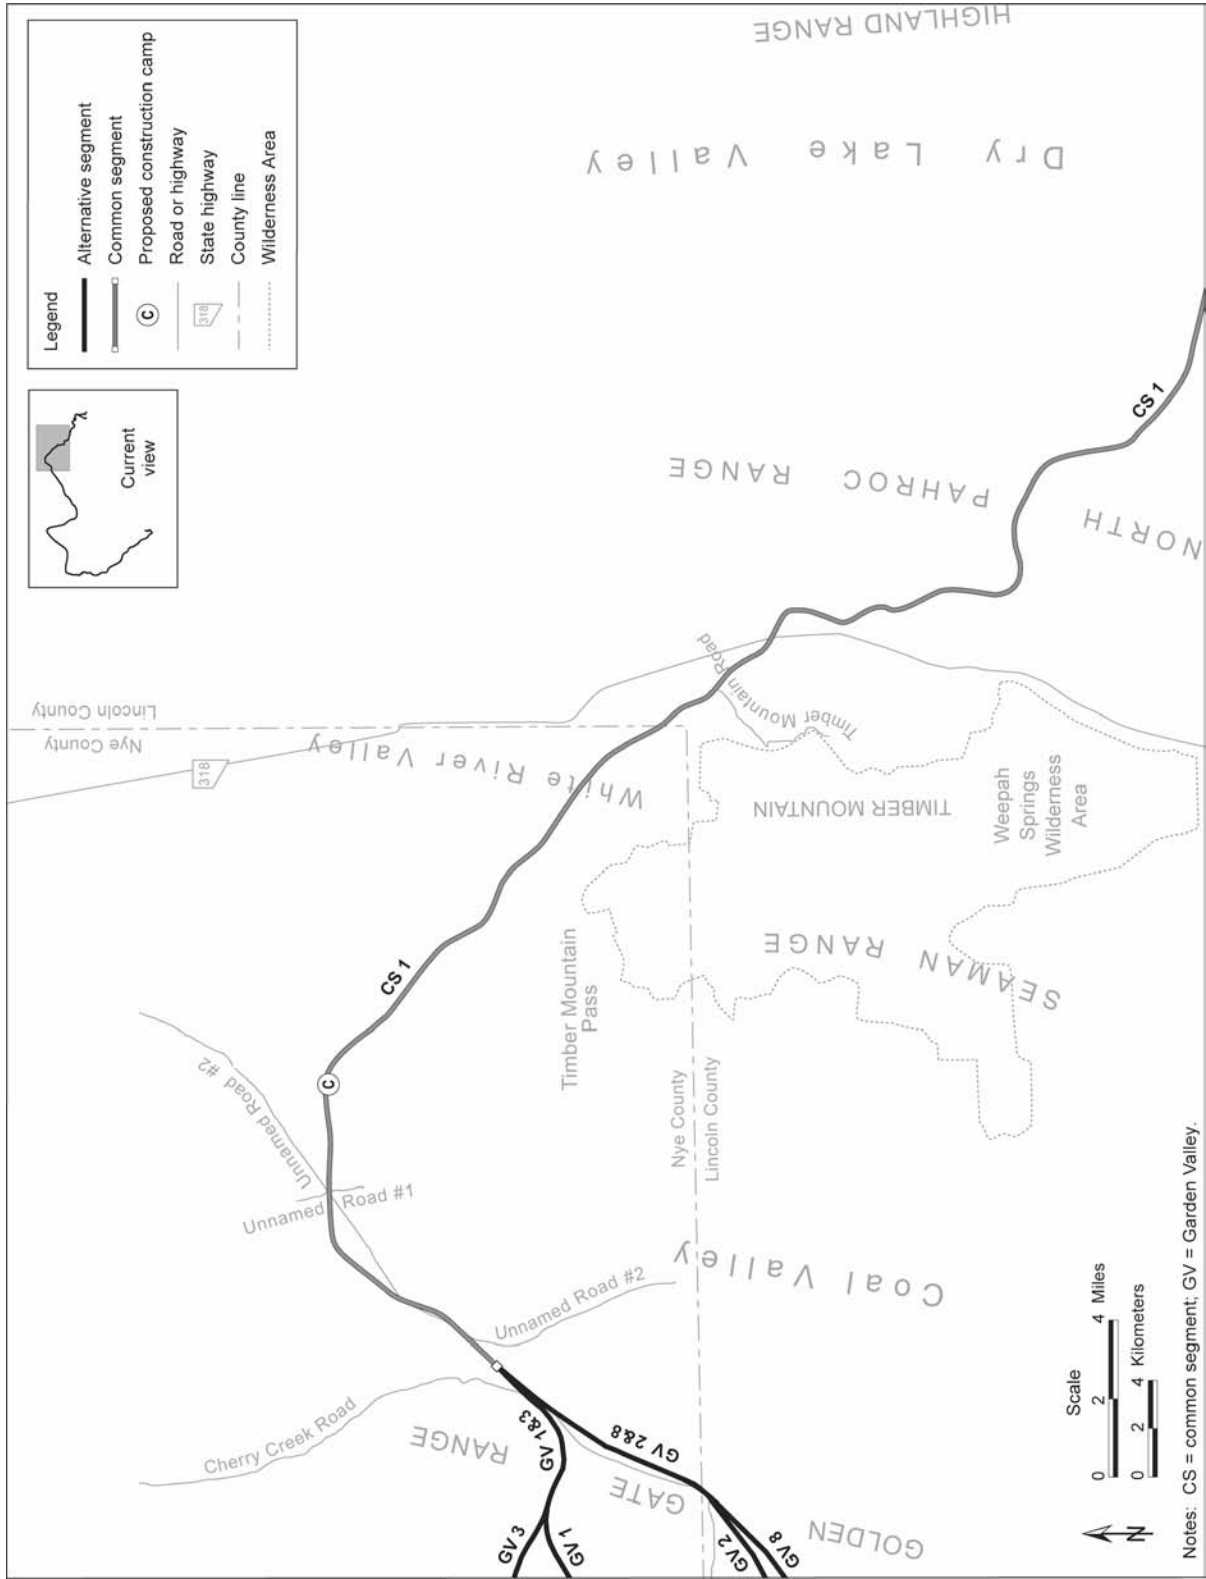 Legend
Alternative segment
Common segment
C
Proposed construction camp
Road or highway
318
State highway
County line
Wilderness Area
Current
view
HIGHLAND RANGE
Dry Lake Valley
CS 1
NORTH PAHROC RANGE
Lincoln County
Nye County
318
White River Valley
Timber Mountain Road
TIMBER MOUNTAIN
Weepah
Springs
Wilderness
Area
SEAMAN RANGE
Timber Mountain
Pass
CS 1
C
Unnamed Road #2
Unnamed Road #1
Nye County
Lincoln County
Coal Valley
Unnamed Road #2
Cherry Creek Road
GV 1&3
GV 2&8
GV 3
GV 1
GV 2
GV 8
GOLDEN GATE RANGE
Scale
0 2 4 Miles
0 2 4 Kilometers
N
Notes: CS = common segment; GV = Garden Valley.